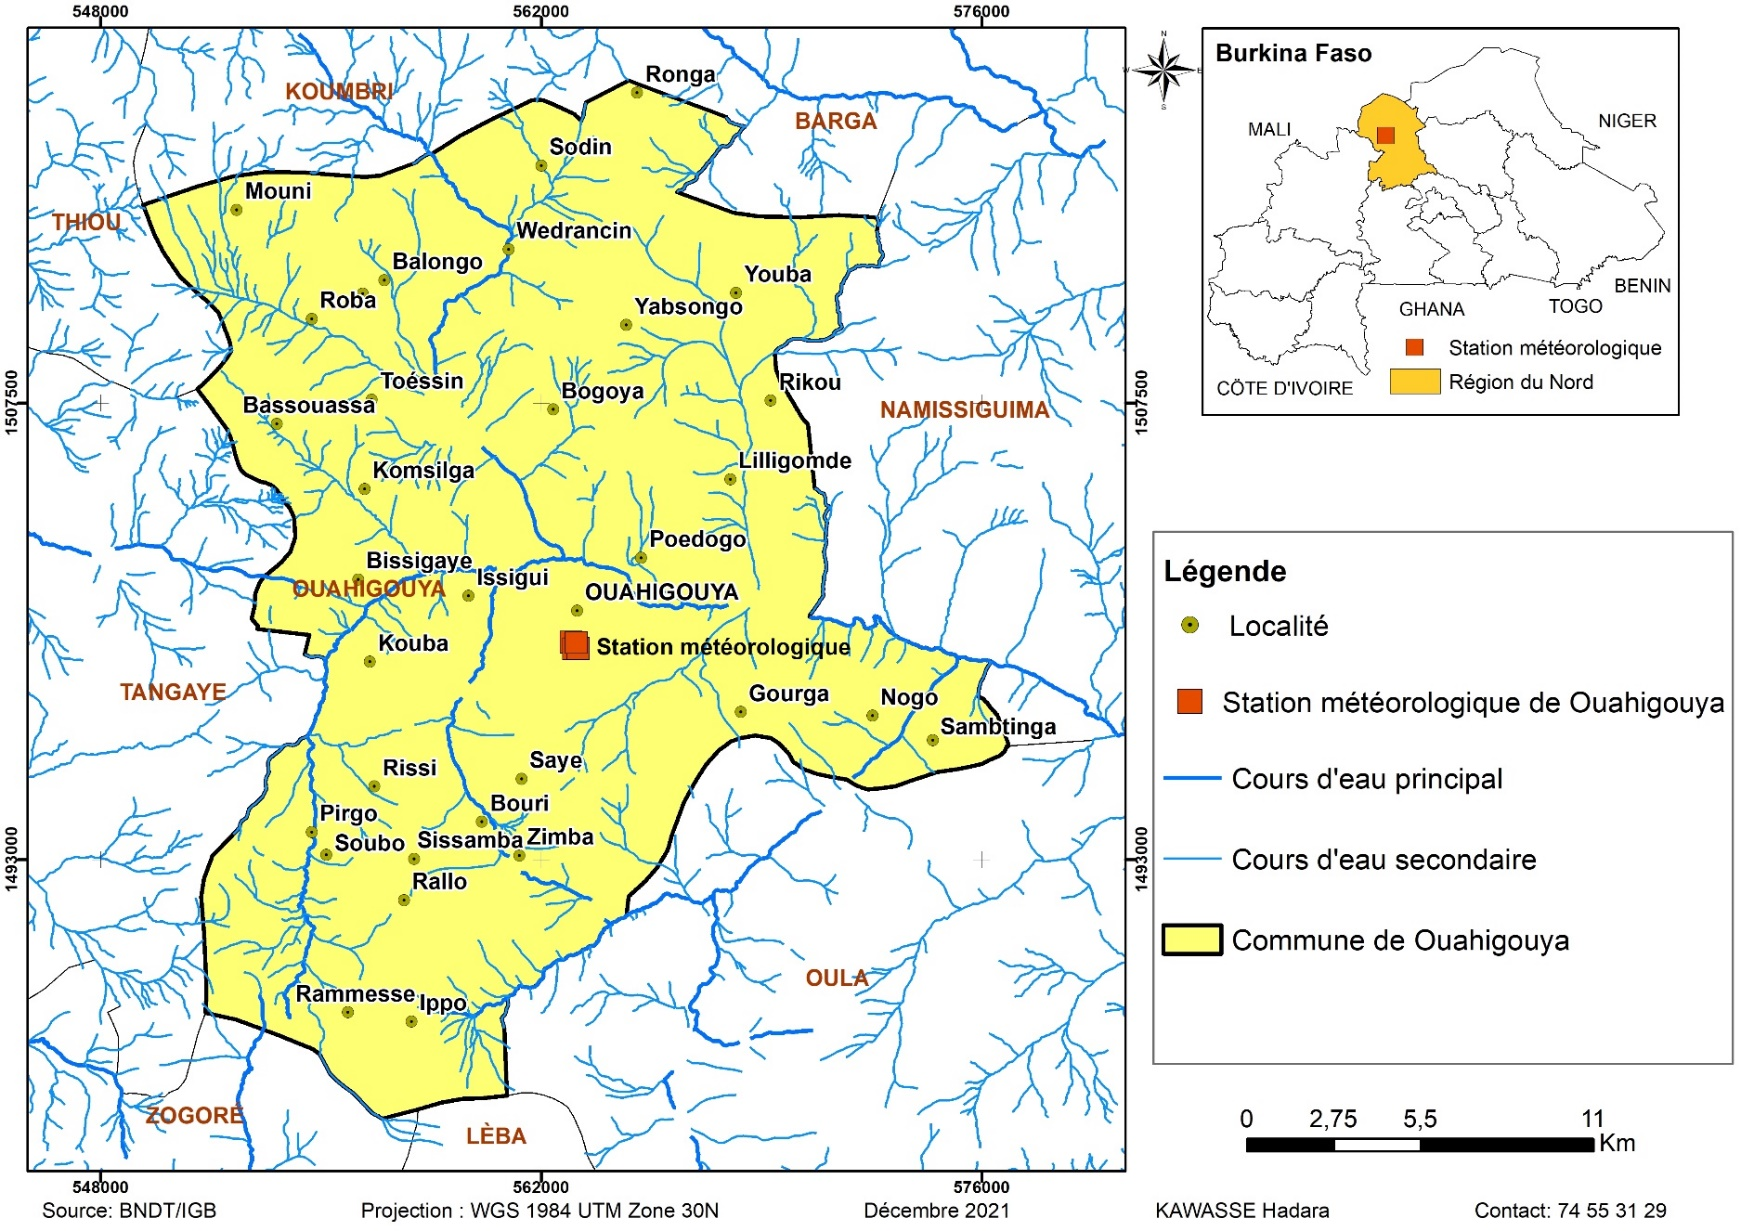 548000
562000
576000
Ronga
KOUMBRI
BARGA
Sodin
Mouni
THIOU
Wedrancin
Balongo
Youba
Roba
Yabsongo
1507500
1507500
Toéssin
Rikou
Bassouassa
Bogoya
NAMISSIGUIMA
Lilligomde
Komsilga
Poedogo
Bissigaye
Issigui
OUAHIGOUYA
OUAHIGOUYA
Kouba
Station météorologique
TANGAYE
Gourga
Nogo
Sambtinga
Rissi
Saye
Bouri
Pirgo
Soubo
Sissamba
Zimba
1493000
1493000
Rallo
OULA
Rammesse
Ippo
ZOGORÉ
LÈBA
548000
562000
576000
N
W
E
S
Burkina Faso
MALI
NIGER
BENIN
GHANA
TOGO
Station météorologique
CÖTE D'IVOIRE
Région du Nord
Légende
Localité
Station météorologique de Ouahigouya
Cours d'eau principal
Cours d'eau secondaire
Commune de Ouahigouya
0 2,75 5,5 11
Km
Source: BNDT/IGB
Projection : WGS 1984 UTM Zone 30N
Décembre 2021
KAWASSE Hadara
Contact: 74 55 31 29